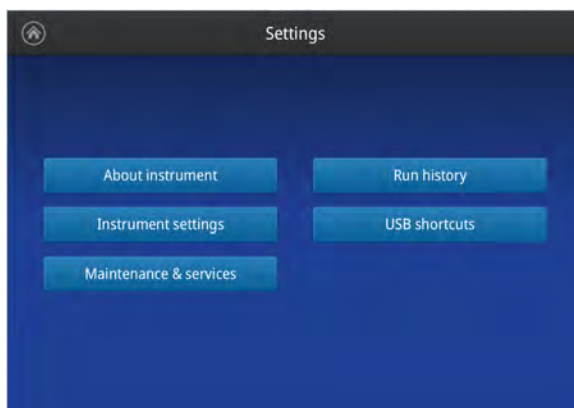 Settings
About instrument
Run history
Instrument settings
USB shortcuts
Maintenance & services